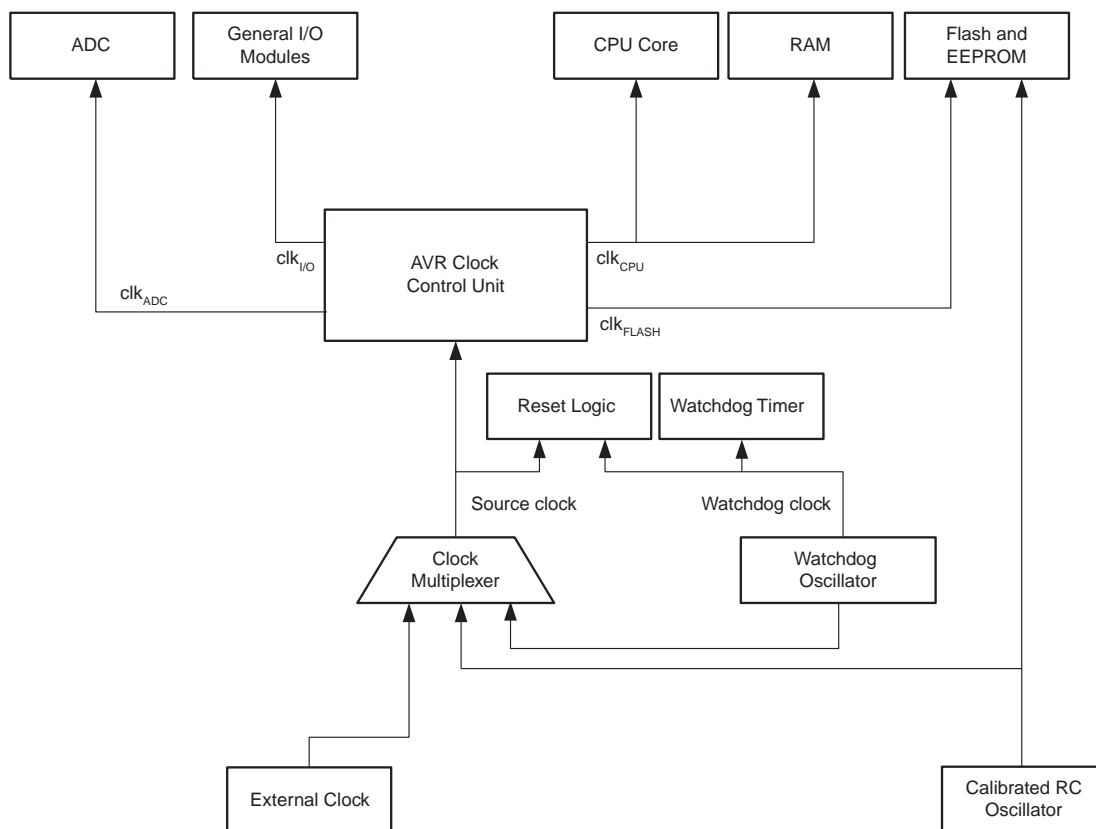 ADC
General I/O
Modules
CPU Core
RAM
Flash and
EEPROM
clkI/O
AVR Clock
Control Unit
clkCPU
clkADC
clkFLASH
Reset Logic
Watchdog Timer
Source clock
Watchdog clock
Clock
Multiplexer
Watchdog
Oscillator
External Clock
Calibrated RC
Oscillator